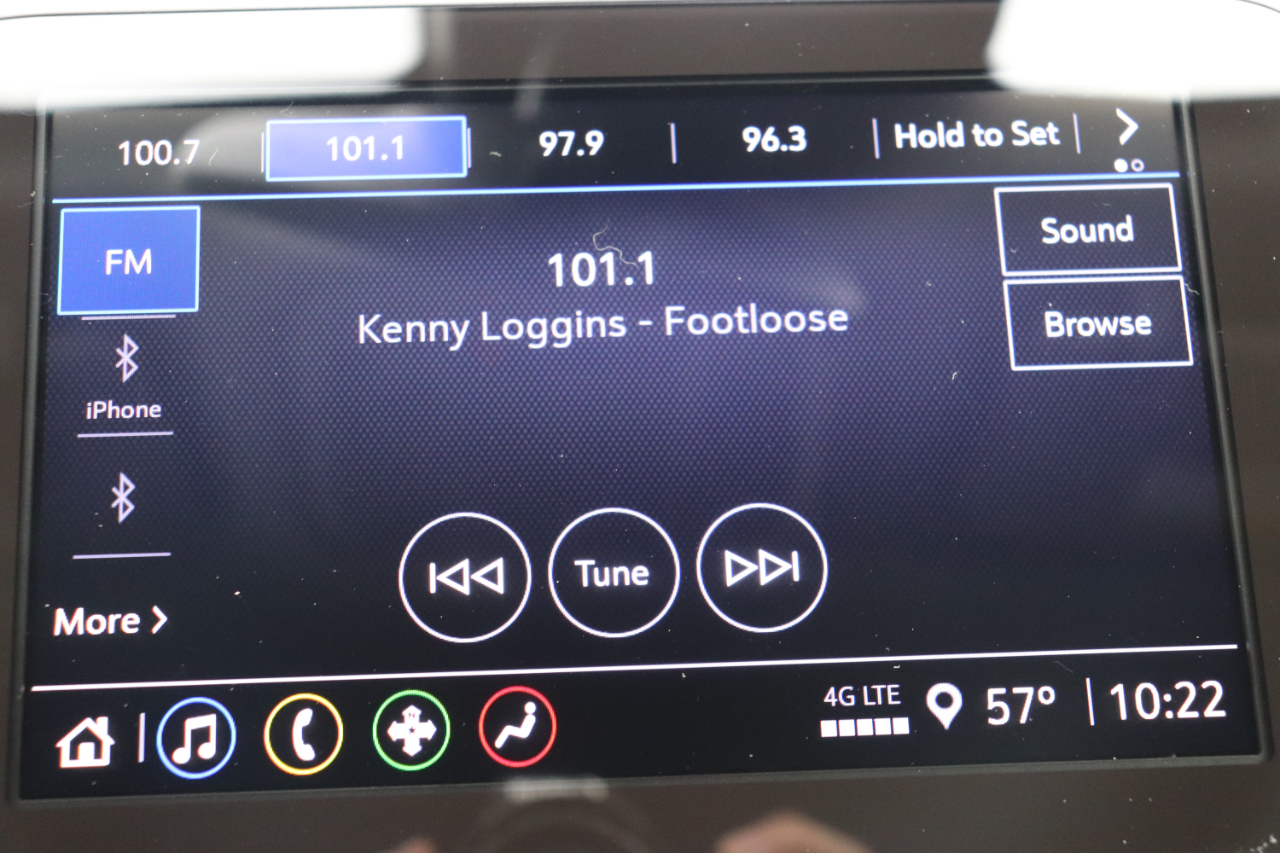 100.7 101.1 97.9 96.3 Hold to Set
FM
101.1
Kenny Loggins - Footloose
Sound
Browse
iPhone
Tune
More
4G LTE
57° 10:22